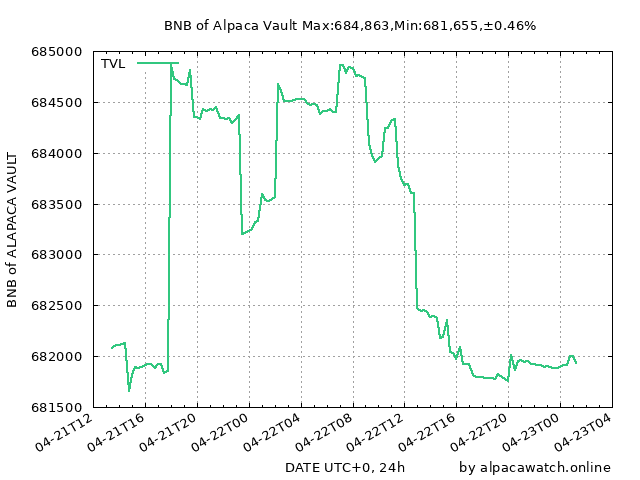 BNB of Alpaca Vault Max:684,863,Min:681,655,±0.46%
TVL
BNB of ALAPACA VAULT
685000
684500
684000
683500
683000
682500
682000
681500
04-21T12
04-21T16
04-21T20
04-22T00
04-22T04
04-22T08
04-22T12
04-22T16
04-22T20
04-23T00
04-23T04
DATE UTC+0, 24h
by alpacawatch.online